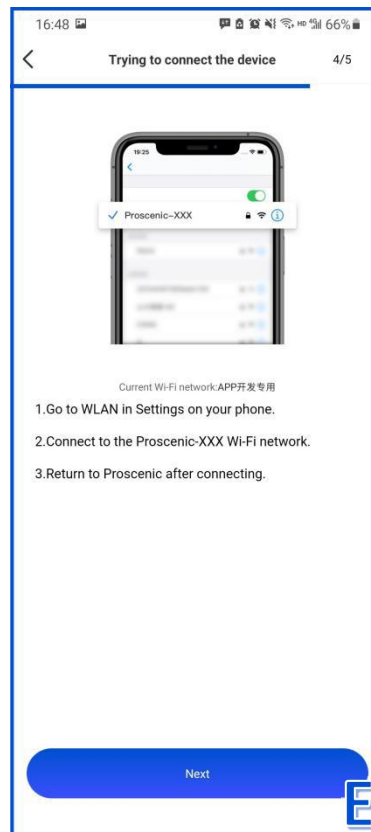 16:48 HD 4G 66%
Trying to connect the device 4/5
19:25
Proscenic-XXX
Current Wi-Fi network:APP开发专用
1.Go to WLAN in Settings on your phone.
2.Connect to the Proscenic-XXX Wi-Fi network.
3.Return to Proscenic after connecting.
Next
E